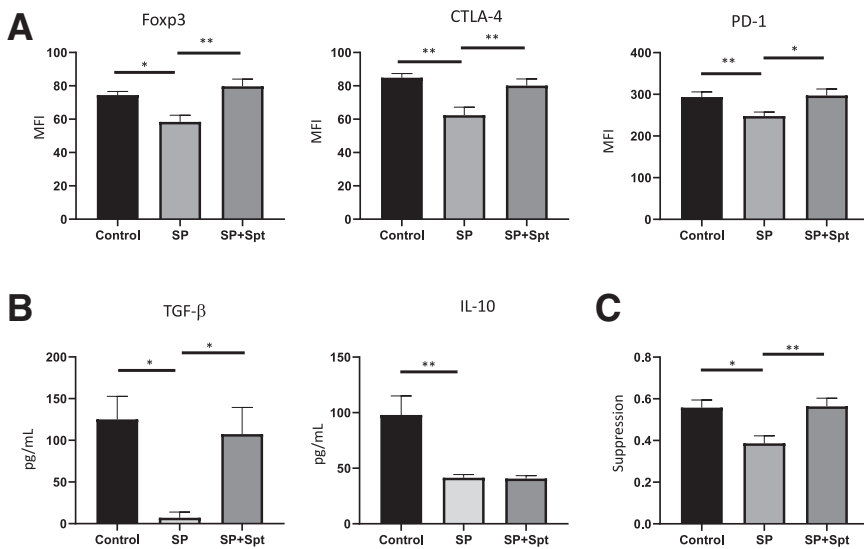 A
Foxp3
CTLA-4
PD-1
* **
** **
** *
MFI
100
80
60
40
20
0
Control SP SP+Spt
MFI
100
80
60
40
20
0
Control SP SP+Spt
MFI
400
300
200
100
0
Control SP SP+Spt
B
TGF-β
IL-10
C
* *
**
* **
pg/mL
200
150
100
50
0
Control SP SP+Spt
pg/mL
150
100
50
0
Control SP SP+Spt
Suppression
0.8
0.6
0.4
0.2
0.0
Control SP SP+Spt